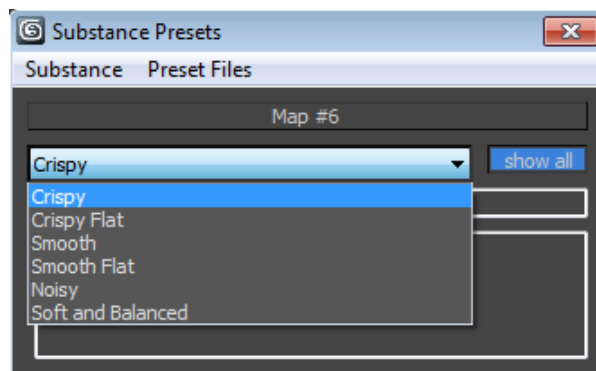 Substance Presets
Substance Preset Files
Map #6
Crispy show all
Crispy
Crispy Flat
Smooth
Smooth Flat
Noisy
Soft and Balanced